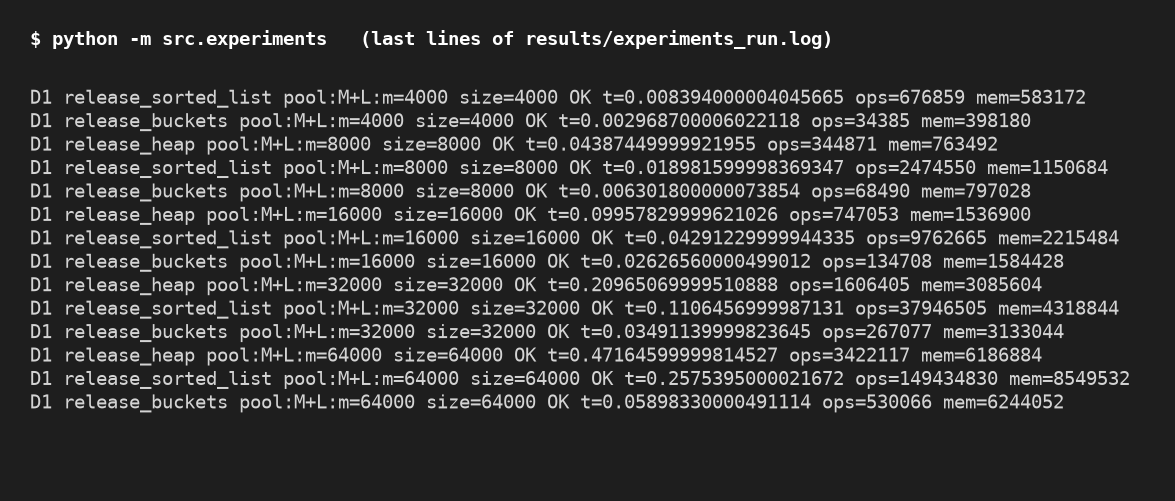 $ python -m src.experiments   (last lines of results/experiments_run.log)
D1 release_sorted_list pool:M+L:m=4000 size=4000 OK t=0.008394000004045665 ops=676859 mem=583172
D1 release_buckets pool:M+L:m=4000 size=4000 OK t=0.002968700006022118 ops=34385 mem=398180
D1 release_heap pool:M+L:m=8000 size=8000 OK t=0.04387449999921955 ops=344871 mem=763492
D1 release_sorted_list pool:M+L:m=8000 size=8000 OK t=0.018981599998369347 ops=2474550 mem=1150684
D1 release_buckets pool:M+L:m=8000 size=8000 OK t=0.006301800000073854 ops=68490 mem=797028
D1 release_heap pool:M+L:m=16000 size=16000 OK t=0.09957829999621026 ops=747053 mem=1536900
D1 release_sorted_list pool:M+L:m=16000 size=16000 OK t=0.04291229999944335 ops=9762665 mem=2215484
D1 release_buckets pool:M+L:m=16000 size=16000 OK t=0.02626560000499012 ops=134708 mem=1584428
D1 release_heap pool:M+L:m=32000 size=32000 OK t=0.20965069999510888 ops=1606405 mem=3085604
D1 release_sorted_list pool:M+L:m=32000 size=32000 OK t=0.1106456999987131 ops=37946505 mem=4318844
D1 release_buckets pool:M+L:m=32000 size=32000 OK t=0.03491139999823645 ops=267077 mem=3133044
D1 release_heap pool:M+L:m=64000 size=64000 OK t=0.47164599999814527 ops=3422117 mem=6186884
D1 release_sorted_list pool:M+L:m=64000 size=64000 OK t=0.2575395000021672 ops=149434830 mem=8549532
D1 release_buckets pool:M+L:m=64000 size=64000 OK t=0.05898330000491114 ops=530066 mem=6244052